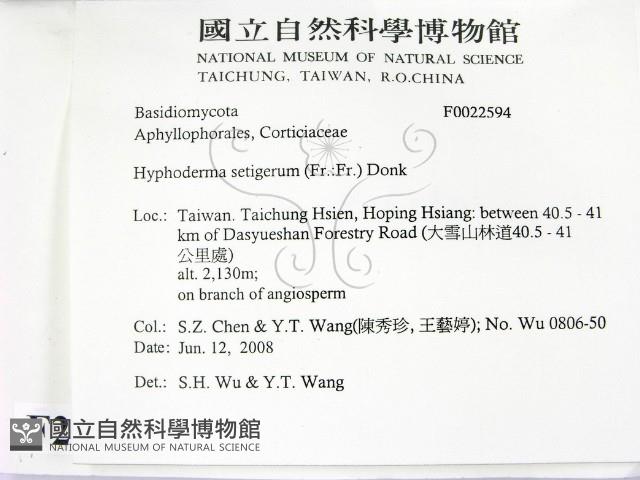 國立自然科學博物館
NATIONAL MUSEUM OF NATURAL SCIENCE
TAICHUNG, TAIWAN, R.O.CHINA
Basidiomycota F0022594
Aphyllophorales, Corticiaceae
Hyphoderma setigerum (Fr.:Fr.) Donk
Loc.: Taiwan. Taichung Hsien, Hoping Hsiang: between 40.5 - 41
km of Dasyueshan Forestry Road (大雪山林道40.5 - 41
公里處)
alt. 2,130m;
on branch of angiosperm
Col.: S.Z. Chen & Y.T. Wang(陳秀珍, 王藝婷); No. Wu 0806-50
Date: Jun. 12, 2008
Det.: S.H. Wu & Y.T. Wang
國立自然科學博物館
NATIONAL MUSEUM OF NATURAL SCIENCE